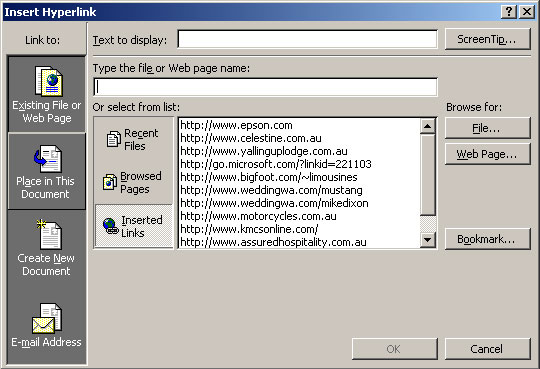 Insert Hyperlink
Link to:
Text to display:
ScreenTip...
Type the file or Web page name:
Existing File or
Web Page
Or select from list:
Browse for:
Recent
Files
Browsed
Pages
Inserted
Links
http://www.epson.com
http://www.celestine.com.au
http://www.yallinguplodge.com.au
http://go.microsoft.com/?linkid=221103
http://www.bigfoot.com/~limousines
http://www.weddingwa.com/mustang
http://www.weddingwa.com/mikedixon
http://www.motorcycles.com.au
http://www.kmcsonline.com/
http://www.assuredhospitality.com.au
File...
Web Page...
Bookmark...
Place in This
Document
Create New
Document
E-mail Address
OK
Cancel